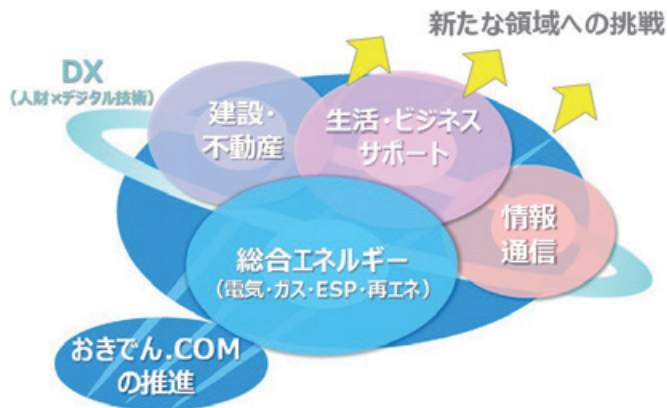 新たな領域への挑戦
DX
(人財×デジタル技術)
建設・
不動産
生活・ビジネス
サポート
情報
通信
総合エネルギー
(電気・ガス・ESP・再エネ)
おきでん.COM
の推進